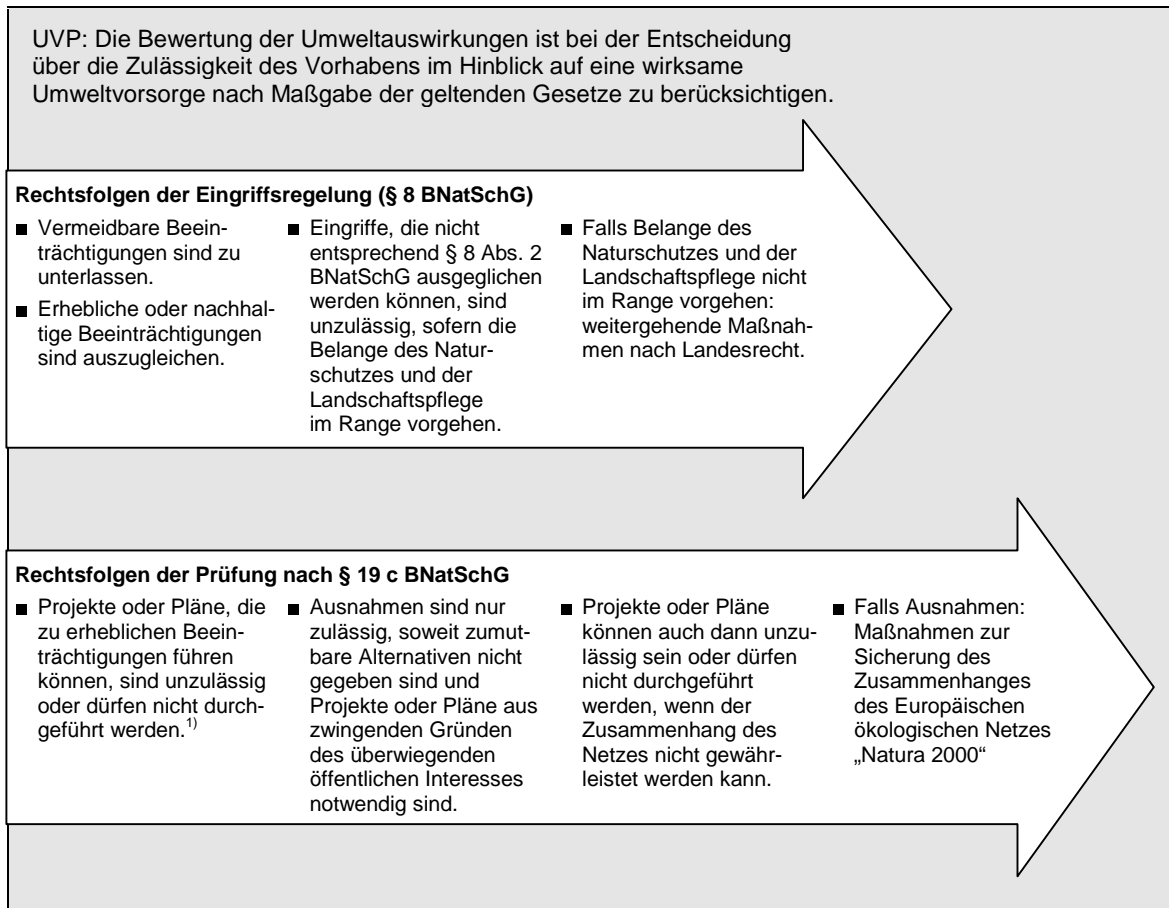 UVP: Die Bewertung der Umweltauswirkungen ist bei der Entscheidung
über die Zulässigkeit des Vorhabens im Hinblick auf eine wirksame
Umweltvorsorge nach Maßgabe der geltenden Gesetze zu berücksichtigen.
Rechtsfolgen der Eingriffsregelung (§ 8 BNatSchG)
■ Vermeidbare Beein-
trächtigungen sind zu
unterlassen.
■ Erhebliche oder nachhal-
tige Beeinträchtigungen
sind auszugleichen.
■ Eingriffe, die nicht
entsprechend § 8 Abs. 2
BNatSchG ausgeglichen
werden können, sind
unzulässig, sofern die
Belange des Natur-
schutzes und der
Landschaftspflege
im Range vorgehen.
■ Falls Belange des
Naturschutzes und der
Landschaftspflege nicht
im Range vorgehen:
weitergehende Maßnah-
men nach Landesrecht.
Rechtsfolgen der Prüfung nach § 19 c BNatSchG
■ Projekte oder Pläne, die
zu erheblichen Beein-
trächtigungen führen
können, sind unzulässig
oder dürfen nicht durch-
geführt werden.1)
■ Ausnahmen sind nur
zulässig, soweit zumut-
bare Alternativen nicht
gegeben sind und
Projekte oder Pläne aus
zwingenden Gründen
des überwiegenden
öffentlichen Interesses
notwendig sind.
■ Projekte oder Pläne
können auch dann unzu-
lässig sein oder dürfen
nicht durchgeführt
werden, wenn der
Zusammenhang des
Netzes nicht gewähr-
leistet werden kann.
■ Falls Ausnahmen:
Maßnahmen zur
Sicherung des
Zusammenhanges
des Europäischen
ökologischen Netzes
„Natura 2000“